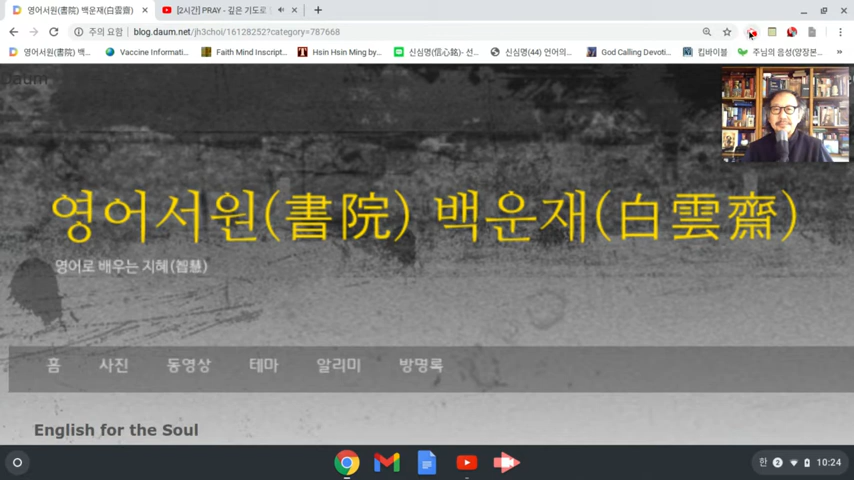 영어서원(書院) 백운재(白雲齋)
[2시간] PRAY - 깊은 기도로
주의 요함
blog.daum.net/jh3choi/16128252?category=787668
영어서원(書院) 백...
Vaccine Informati...
Faith Mind Inscript...
Hsin Hsin Ming by...
신심명(信心銘)- 선...
신심명(44) 언어의...
God Calling Devoti...
킹바이블
주님의 음성(양장본...
Daum
영어서원(書院) 백운재(白雲齋)
영어로 배우는 지혜(智慧)
홈 사진 동영상 테마 알리미 방명록
English for the Soul
한 2 10:24